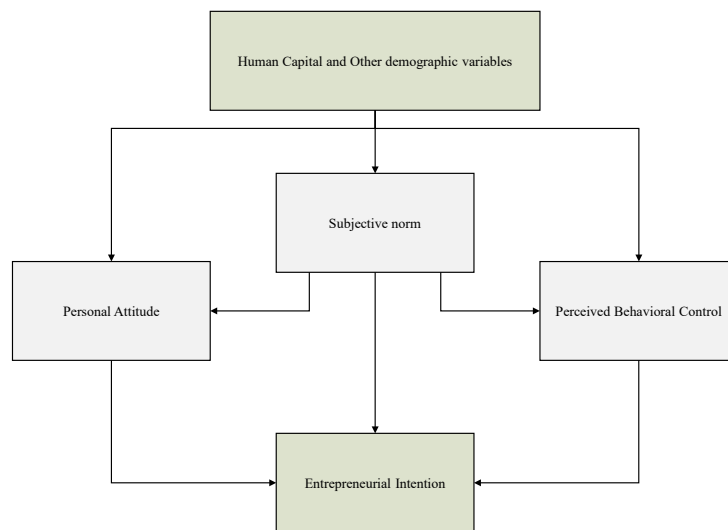 Human Capital and Other demographic variables
Subjective norm
Personal Attitude
Perceived Behavioral Control
Entrepreneurial Intention